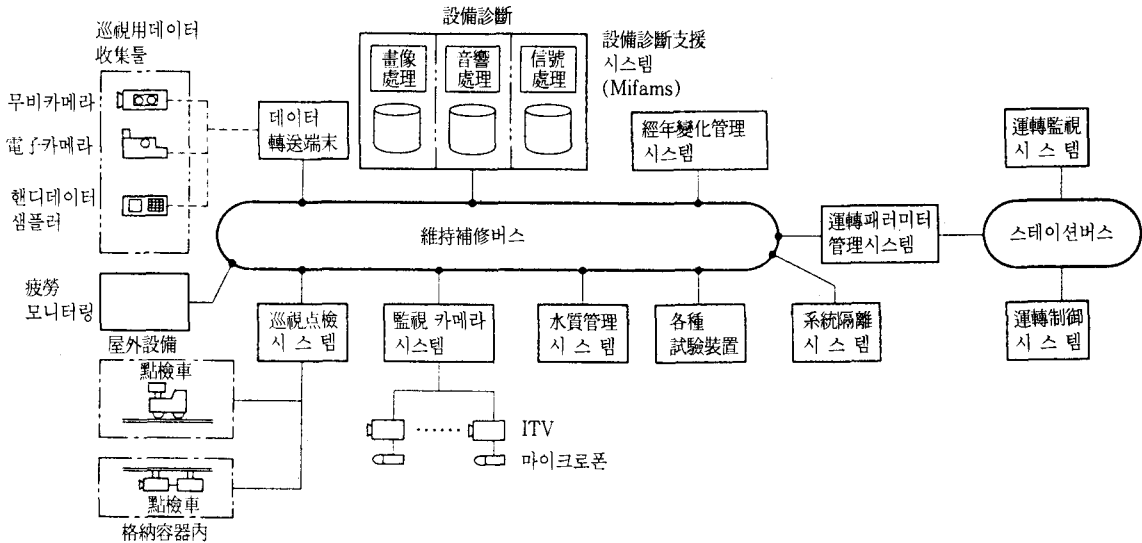 設備診斷
巡視用데이터
收集툴
畫像
處理
音響
處理
信號
處理
設備診斷支援
시스템
(Mifams)
무비카메라
데이터
轉送端末
電子카메라
經年變化管理
시스템
運轉監視
시 스 템
핸디데이터
샘플러
維持補修버스
運轉패러미터
管理시스템
스테이션버스
疲勞
모니터링
巡視点檢
시 스 템
監視 카메라
시스템
水質管理
시 스 템
各種
試驗裝置
系統隔離
시 스 템
運轉制御
시 스 템
屋外設備
點檢車
ITV
마이크로폰
點檢車
格納容器內